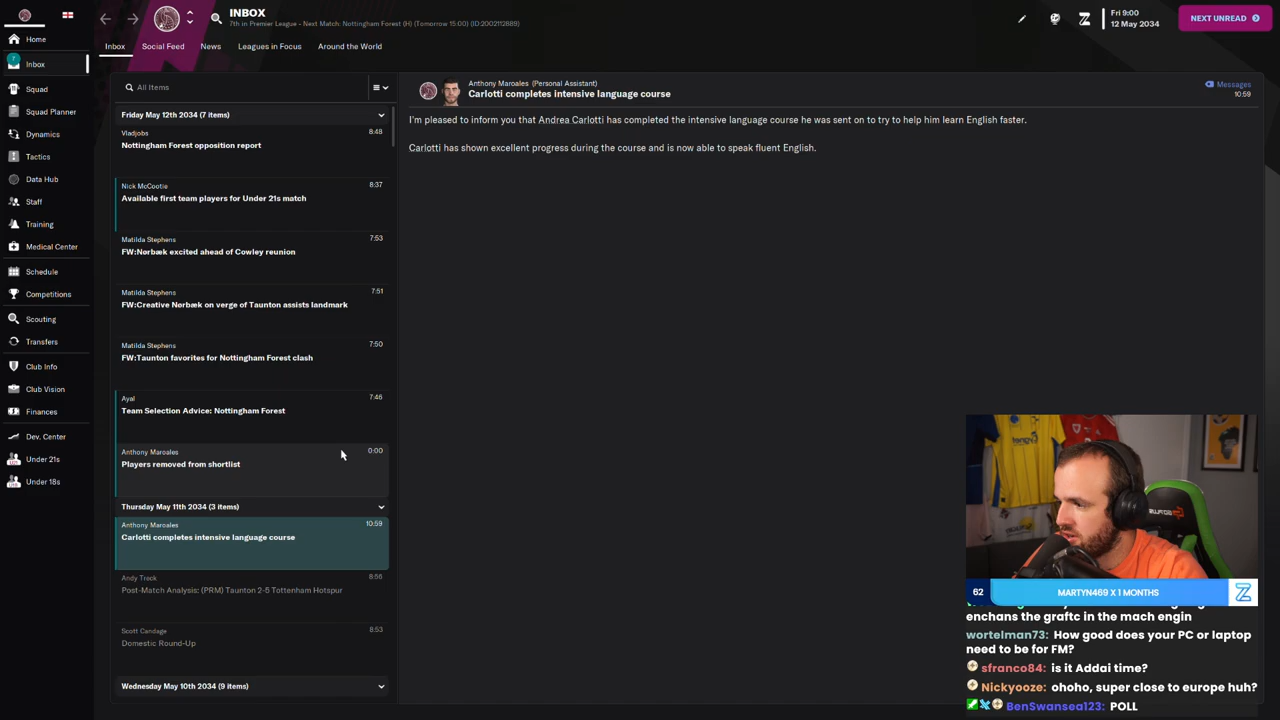 INBOX
7th in Premier League - Next Match: Nottingham Forest (H) (Tomorrow 15:00) (ID:2002112889)
Fri 9:00
12 May 2034
NEXT UNREAD
Inbox
Social Feed
News
Leagues in Focus
Around the World
Home
Inbox
Squad
Squad Planner
Dynamics
Tactics
Data Hub
Staff
Training
Medical Center
Schedule
Competitions
Scouting
Transfers
Club Info
Club Vision
Finances
Dev. Center
Under 21s
Under 18s
All Items
Friday May 12th 2034 (7 items)
Vladjobs
8:48
Nottingham Forest opposition report
Nick McCootie
8:37
Available first team players for Under 21s match
Matilda Stephens
7:53
FW:Nørbæk excited ahead of Cowley reunion
Matilda Stephens
7:51
FW:Creative Nørbæk on verge of Taunton assists landmark
Matilda Stephens
7:50
FW:Taunton favorites for Nottingham Forest clash
Ayal
7:46
Team Selection Advice: Nottingham Forest
Anthony Maroales
0:00
Players removed from shortlist
Thursday May 11th 2034 (3 items)
Anthony Maroales
10:59
Carlotti completes intensive language course
Andy Treck
8:56
Post-Match Analysis: (PRM) Taunton 2-5 Tottenham Hotspur
Scott Candage
8:53
Domestic Round-Up
Wednesday May 10th 2034 (9 items)
Anthony Maroales (Personal Assistant)
Carlotti completes intensive language course
Messages
10:59
I'm pleased to inform you that Andrea Carlotti has completed the intensive language course he was sent on to try to help him learn English faster.
Carlotti has shown excellent progress during the course and is now able to speak fluent English.
62
MARTYN469 X 1 MONTHS
enchans the graftc in the mach engin
wortelman73: How good does your PC or laptop
need to be for FM?
sfranco84: is it Addai time?
Nickyooze: ohoho, super close to europe huh?
BenSwansea123: POLL